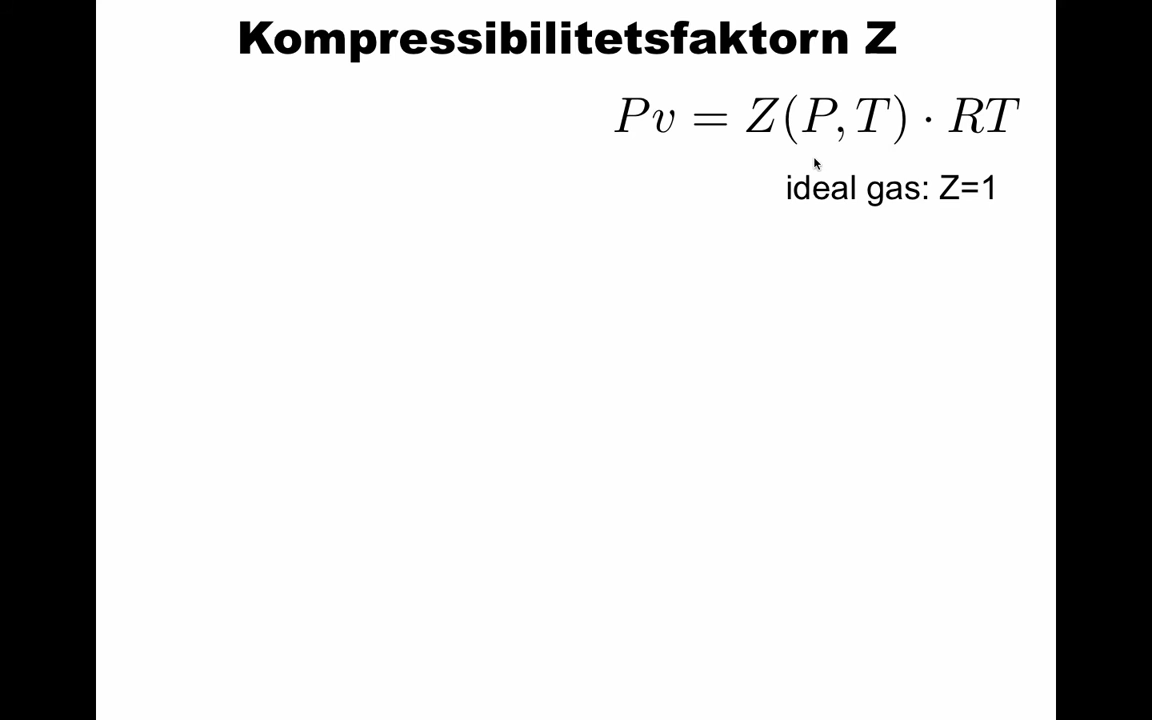 Kompressibilitetsfaktorn Z
Pv = Z(P,T) · RT
ideal gas: Z=1